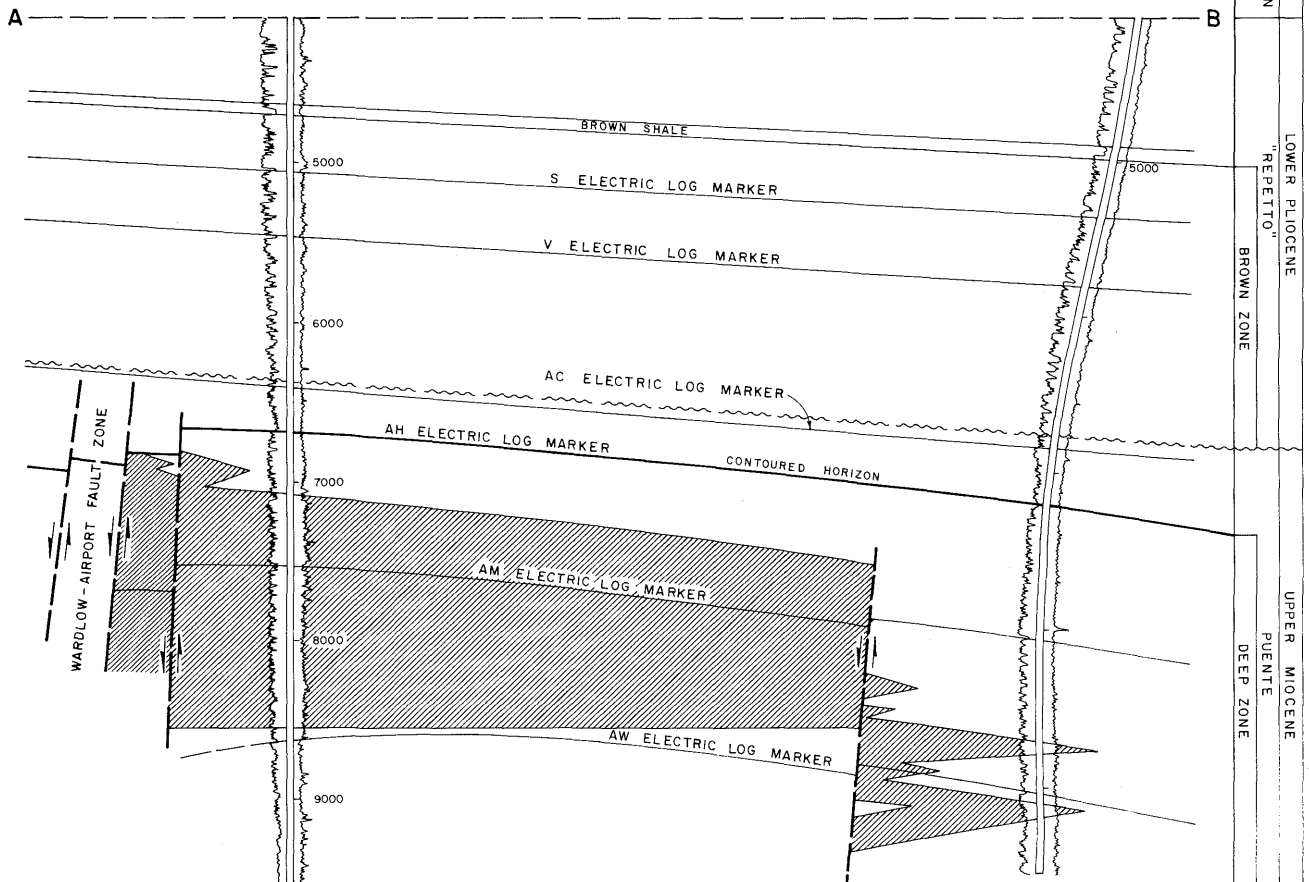 A
B
N
BROWN SHALE
5000
5000
S ELECTRIC LOG MARKER
V ELECTRIC LOG MARKER
6000
AC ELECTRIC LOG MARKER
AH ELECTRIC LOG MARKER
CONTOURED HORIZON
7000
AM ELECTRIC LOG MARKER
8000
AW ELECTRIC LOG MARKER
9000
WARDLOW-AIRPORT FAULT ZONE
BROWN ZONE
"REPETTO"
LOWER PLIOCENE
DEEP ZONE
PUENTE
UPPER MIOCENE